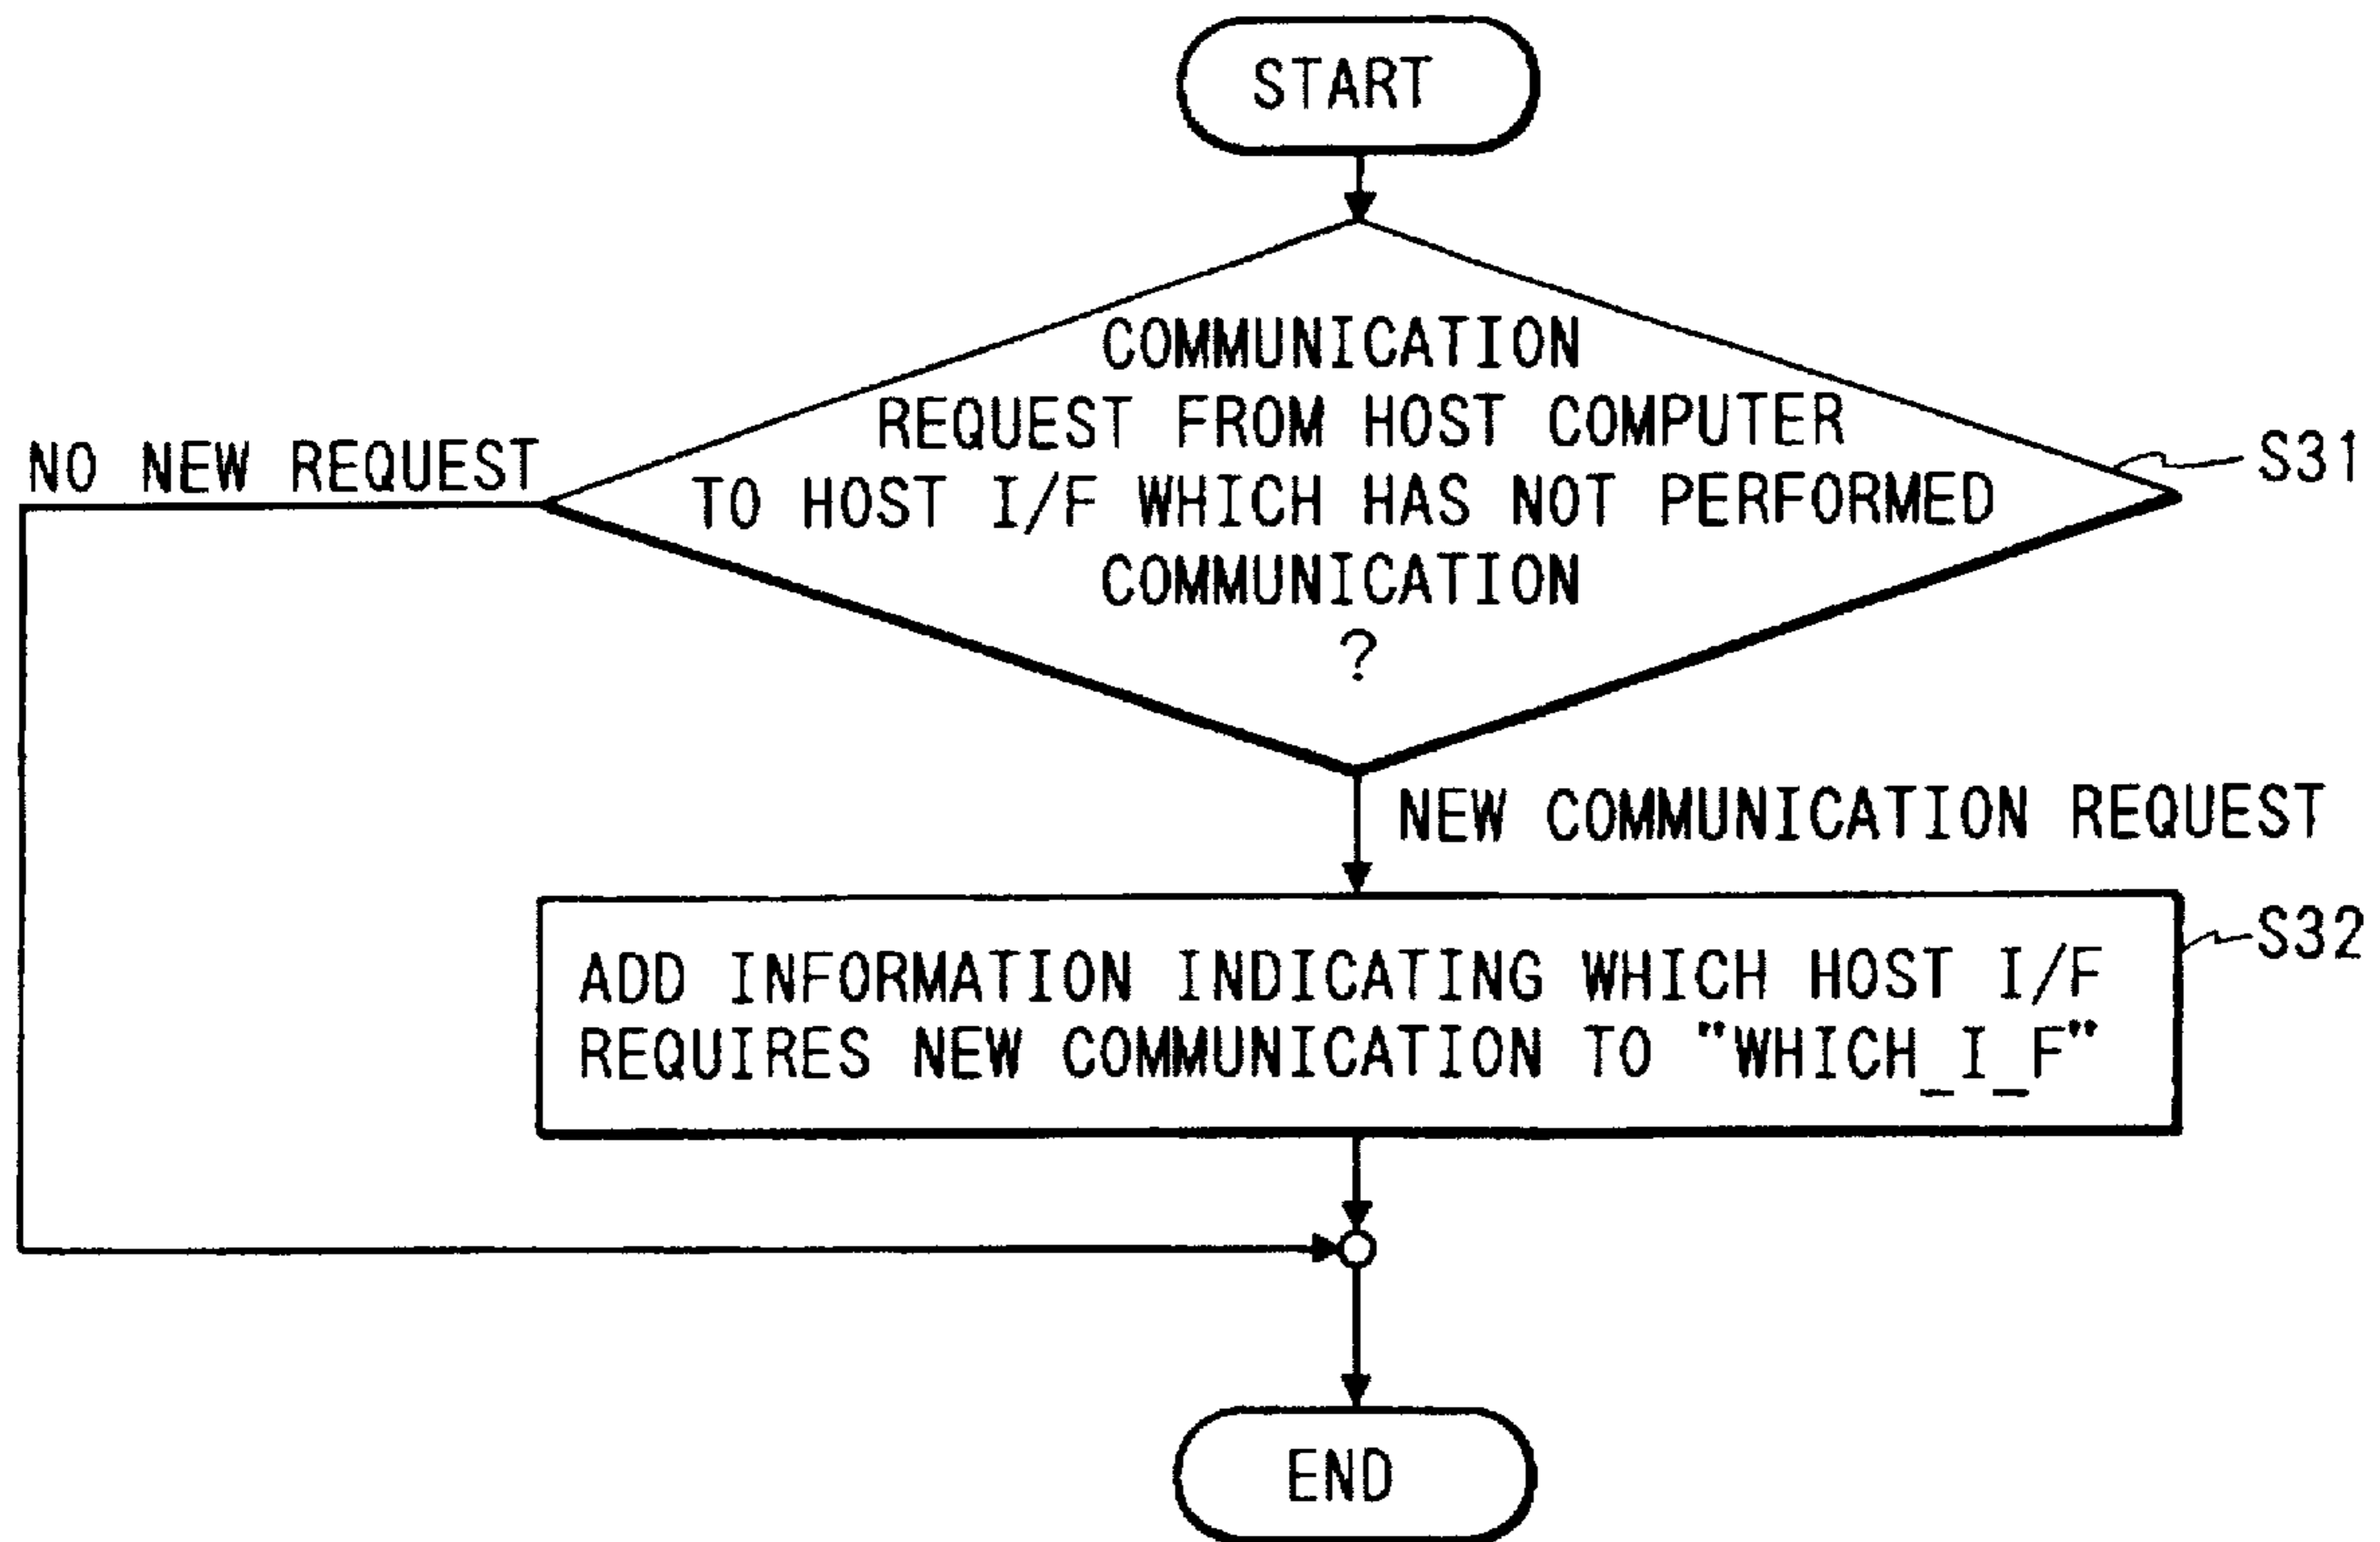 START
COMMUNICATION
REQUEST FROM HOST COMPUTER
TO HOST I/F WHICH HAS NOT PERFORMED
COMMUNICATION
?
S31
NO NEW REQUEST
NEW COMMUNICATION REQUEST
S32
ADD INFORMATION INDICATING WHICH HOST I/F
REQUIRES NEW COMMUNICATION TO "WHICH_I_F"
END